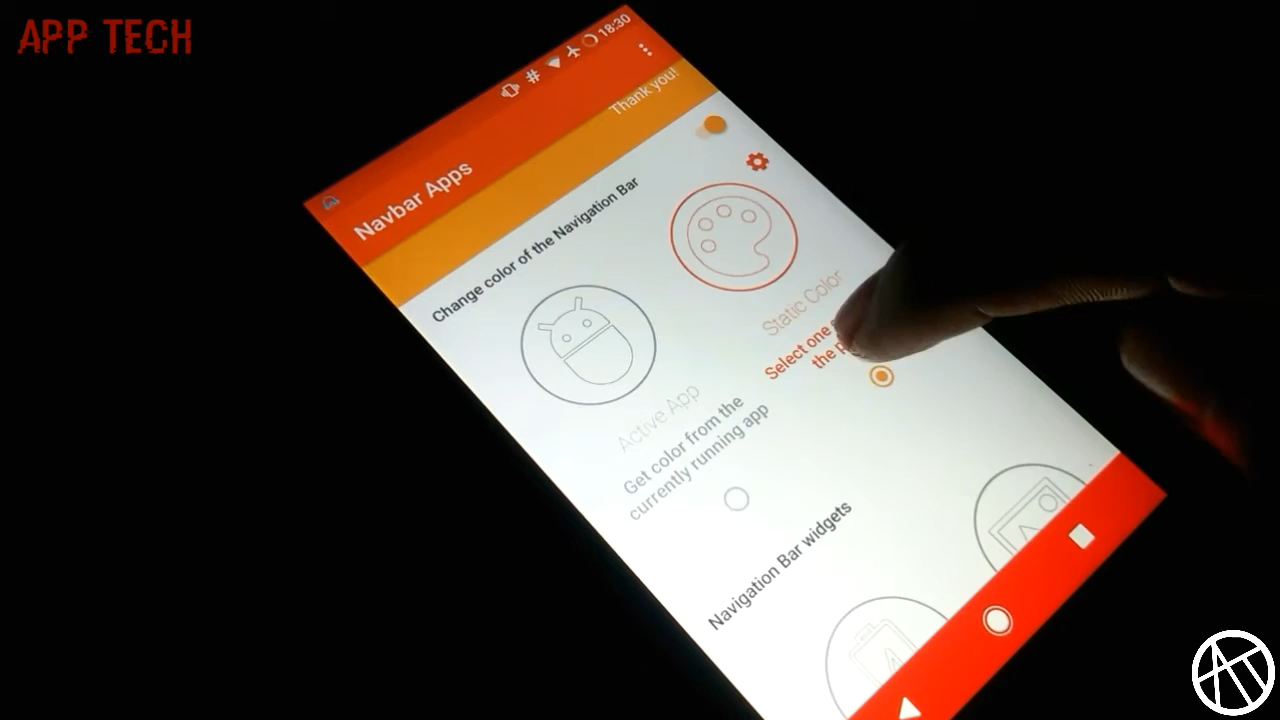 APP TECH
18:30
Navbar Apps
Thank you!
Change color of the Navigation Bar
Active App
Get color from the
currently running app
Static Color
Select one
the
Navigation Bar widgets